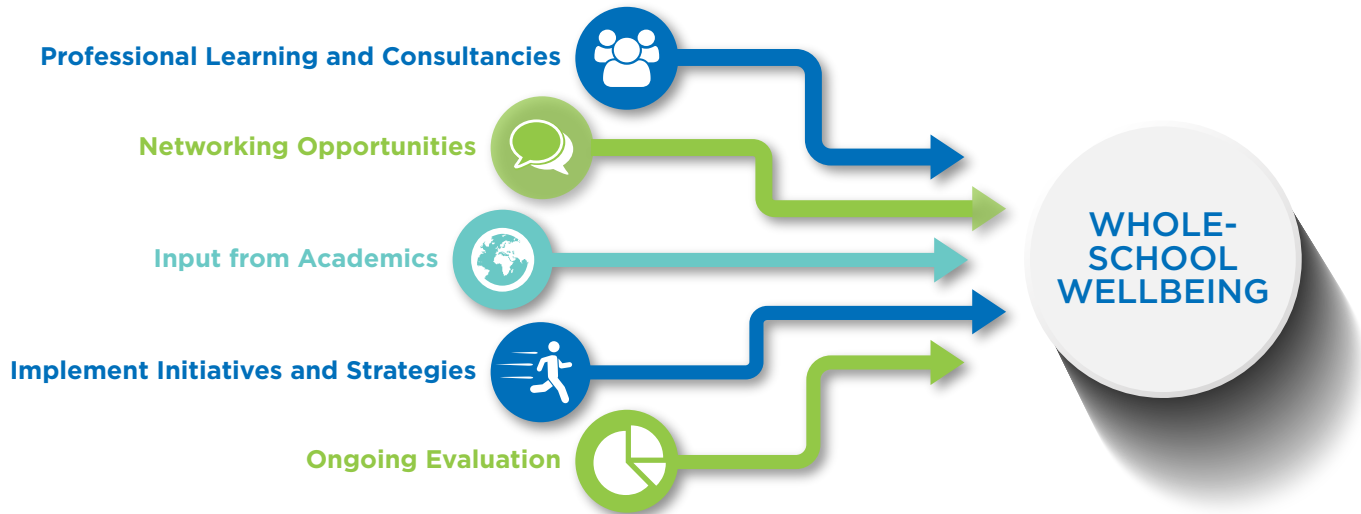 Professional Learning and Consultancies
Networking Opportunities
Input from Academics
Implement Initiatives and Strategies
Ongoing Evaluation
WHOLE-
SCHOOL
WELLBEING